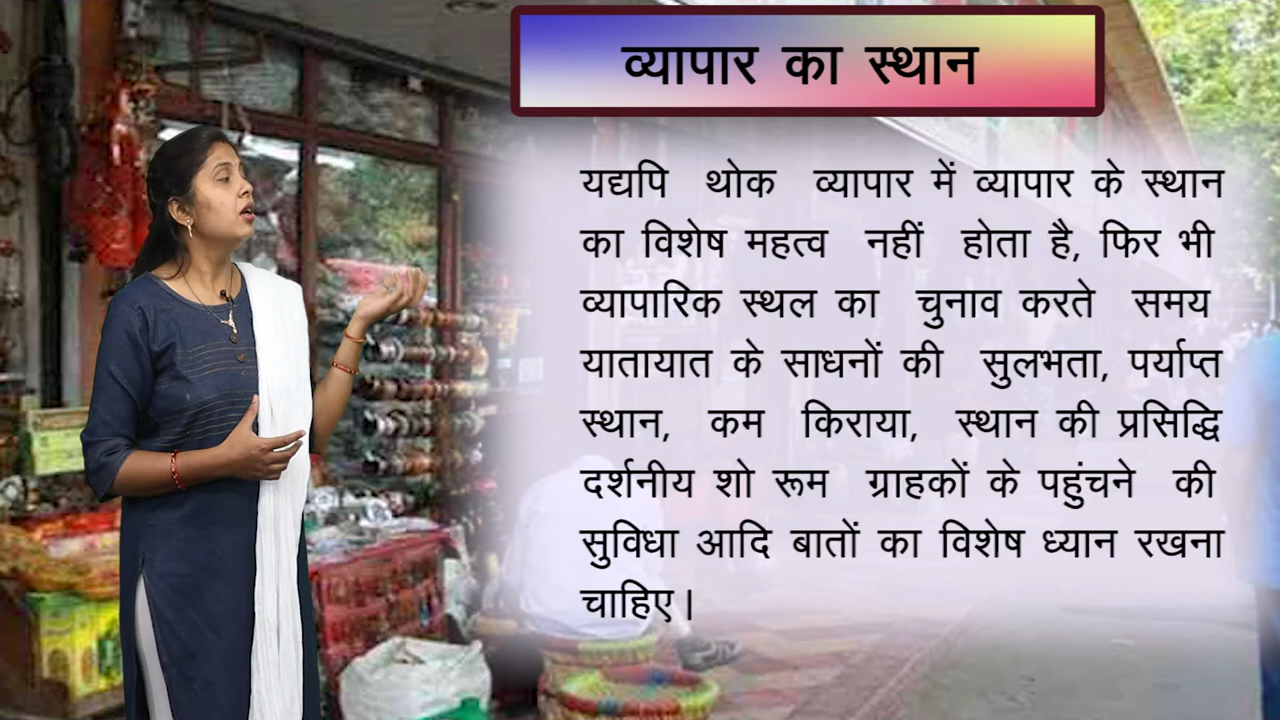 व्यापार का स्थान
यद्यपि थोक व्यापार में व्यापार के स्थान
का विशेष महत्व नहीं होता है, फिर भी
व्यापारिक स्थल का चुनाव करते समय
यातायात के साधनों की सुलभता, पर्याप्त
स्थान, कम किराया, स्थान की प्रसिद्धि
दर्शनीय शो रूम ग्राहकों के पहुंचने की
सुविधा आदि बातों का विशेष ध्यान रखना
चाहिए।